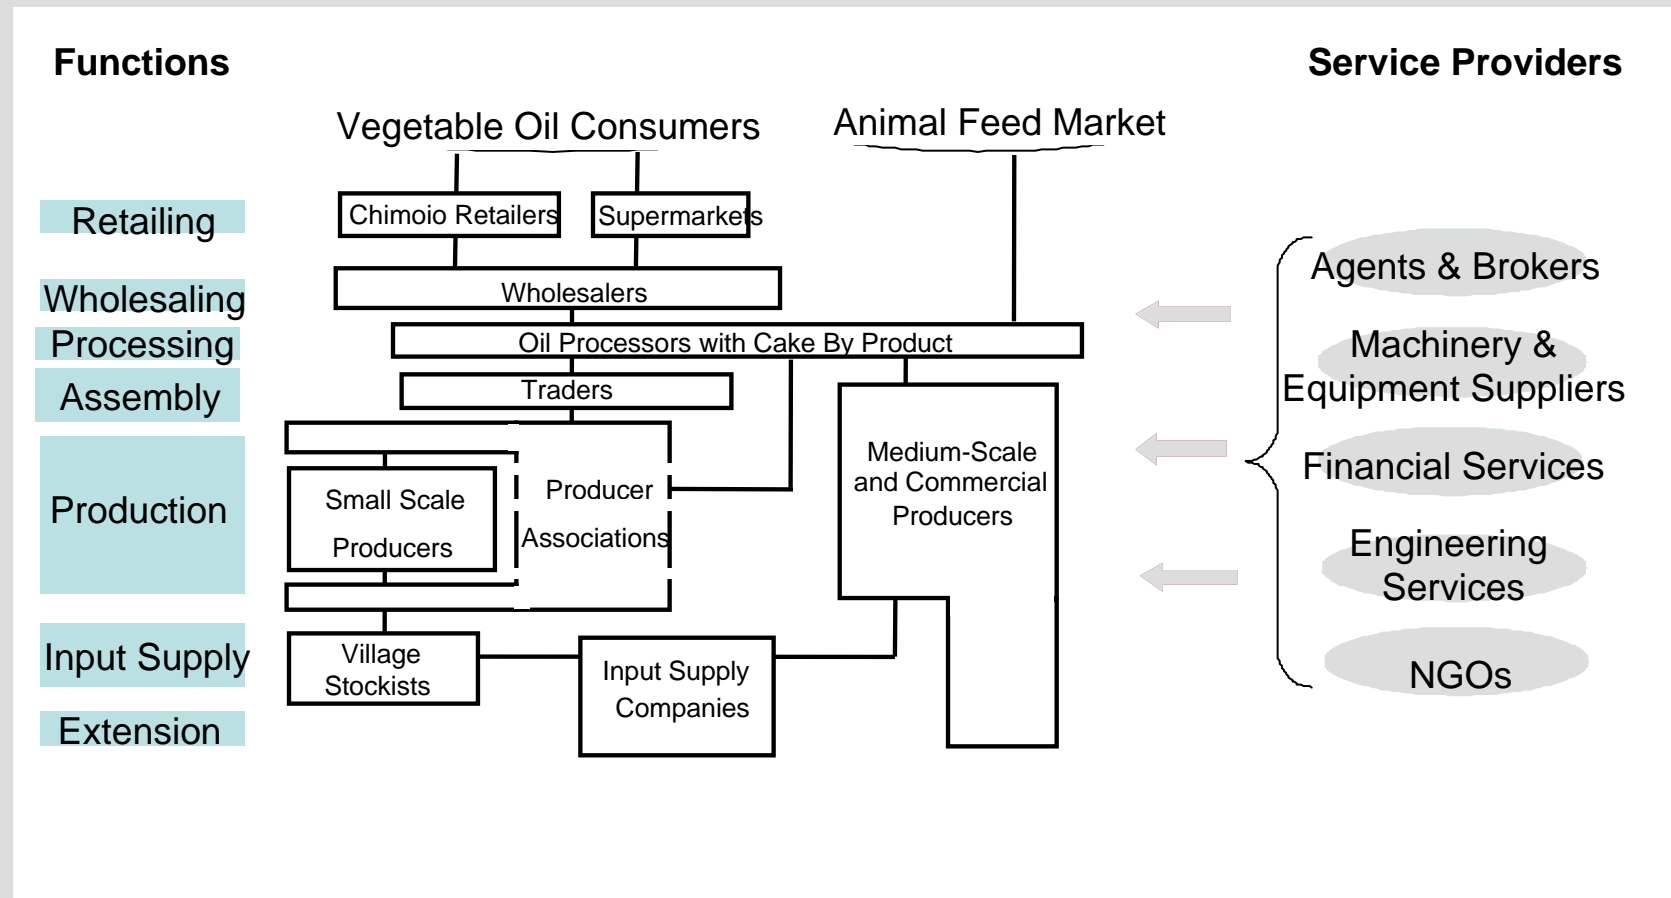 Functions
Service Providers
Vegetable Oil Consumers
Animal Feed Market
Retailing
Chimoio Retailers
Supermarkets
Wholesaling
Wholesalers
Processing
Oil Processors with Cake By Product
Assembly
Traders
Production
Small Scale
Producers
Producer
Associations
Medium-Scale
and Commercial
Producers
Input Supply
Village
Stockists
Input Supply
Companies
Extension
Agents & Brokers
Machinery &
Equipment Suppliers
Financial Services
Engineering
Services
NGOs